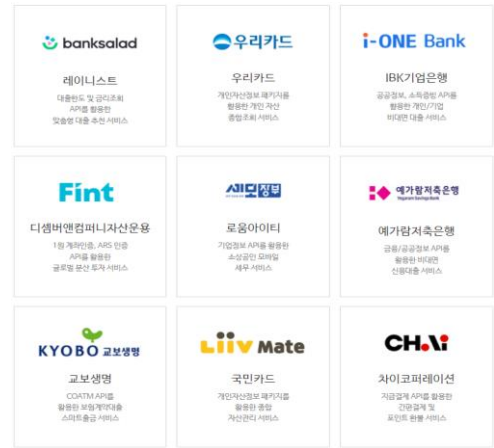 banksalad
레이니스트
대출한도 및 금리조회
API를 활용한
맞춤형 대출 추천 서비스
우리카드
우리카드
개인자산정보 패키지를
활용한 개인 자산
종합조회 서비스
i-ONE Bank
IBK기업은행
공공정보, 소득증빙 API를
활용한 개인/기업
비대면 대출 서비스
Fint
디셈버앤컴퍼니자산운용
1원 계좌인증, ARS 인증
API를 활용한
글로벌 분산 투자 서비스
세모장부
로움아이티
기업정보 API를 활용한
소상공인 모바일
세무 서비스
예가람저축은행
Yegaram Savings Bank
예가람저축은행
금융/공공정보 API를
활용한 비대면
신용대출 서비스
KYOBO 교보생명
교보생명
COATM API를
활용한 보험계약대출
스마트출금 서비스
Liiv Mate
국민카드
개인자산정보 패키지를
활용한 종합
자산관리 서비스
CHAi
차이코퍼레이션
지급결제 API를 활용한
간편결제 및
포인트 환불 서비스